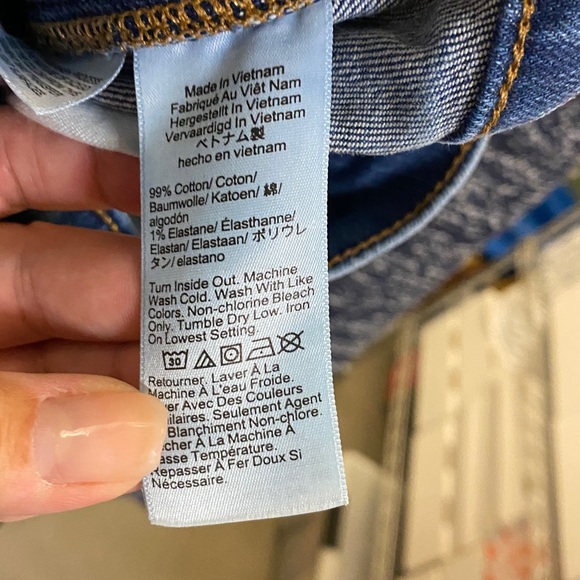 Made In Vietnam
Fabriqué Au Viêt Nam
Hergestellt In Vietnam
Vervaardigd In Vietnam
ベトナム製
hecho en vietnam
99% Cotton/ Coton/
Baumwolle/ Katoen/ 綿/
algodón
1% Elastane/ Élasthanne/
Elastan/ Elastaan/ ポリウレ
タン/ elastano
Turn Inside Out. Machine
Wash Cold. Wash With Like
Colors. Non-chlorine Bleach
Only. Tumble Dry Low. Iron
On Lowest Setting.
30
Retourner. Laver À La
Machine À L'eau Froide.
Avec Des Couleurs
Seulement Agent
Blanchiment Non-chlore.
À La Machine À
Température.
Repasser À Fer Doux Si
Nécessaire.